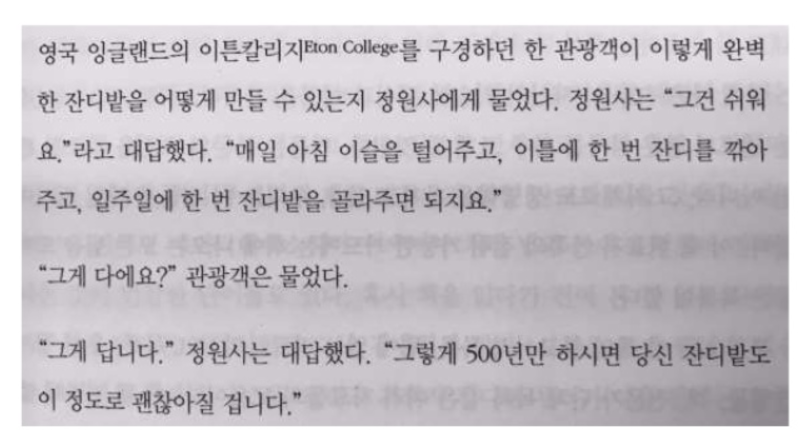 영국 잉글랜드의 이튼칼리지Eton College를 구경하던 한 관광객이 이렇게 완벽
한 잔디밭을 어떻게 만들 수 있는지 정원사에게 물었다. 정원사는 “그건 쉬워
요.”라고 대답했다. “매일 아침 이슬을 털어주고, 이틀에 한 번 잔디를 깎아
주고, 일주일에 한 번 잔디밭을 골라주면 되지요.”
“그게 다에요?” 관광객은 물었다.
“그게 답니다.” 정원사는 대답했다. “그렇게 500년만 하시면 당신 잔디밭도
이 정도로 괜찮아질 겁니다.”